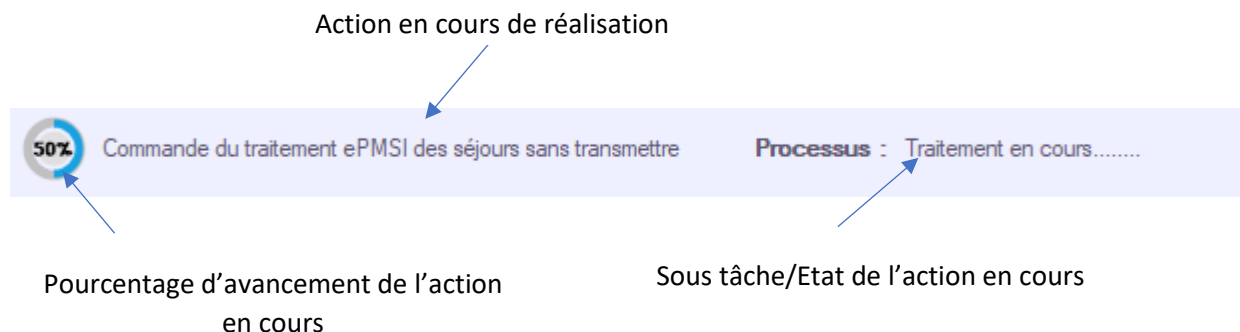 Action en cours de réalisation
50%
Commande du traitement ePMSI des séjours sans transmettre
Processus : Traitement en cours........
Pourcentage d’avancement de l’action
en cours
Sous tâche/Etat de l’action en cours